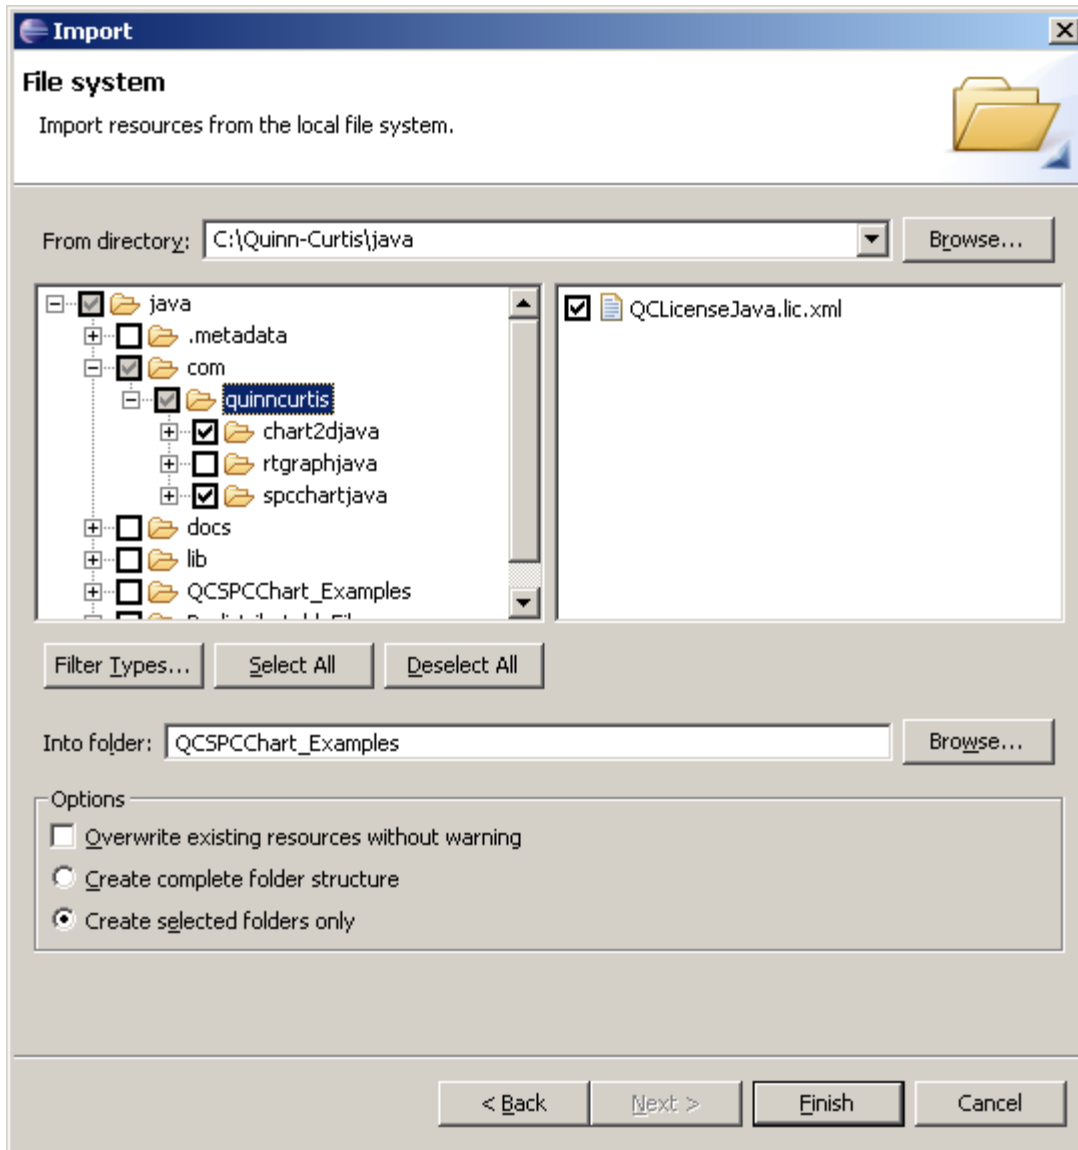 Import
File system
Import resources from the local file system.
From directory: C:\Quinn-Curtis\java Browse...
java
.metadata
com
quinncurtis
chart2djava
rtgraphjava
spcchartjava
docs
lib
QCSPCChart_Examples
QCLicenseJava.lic.xml
Filter Types... Select All Deselect All
Into folder: QCSPCChart_Examples Browse...
Options
Overwrite existing resources without warning
Create complete folder structure
Create selected folders only
< Back Next > Finish Cancel